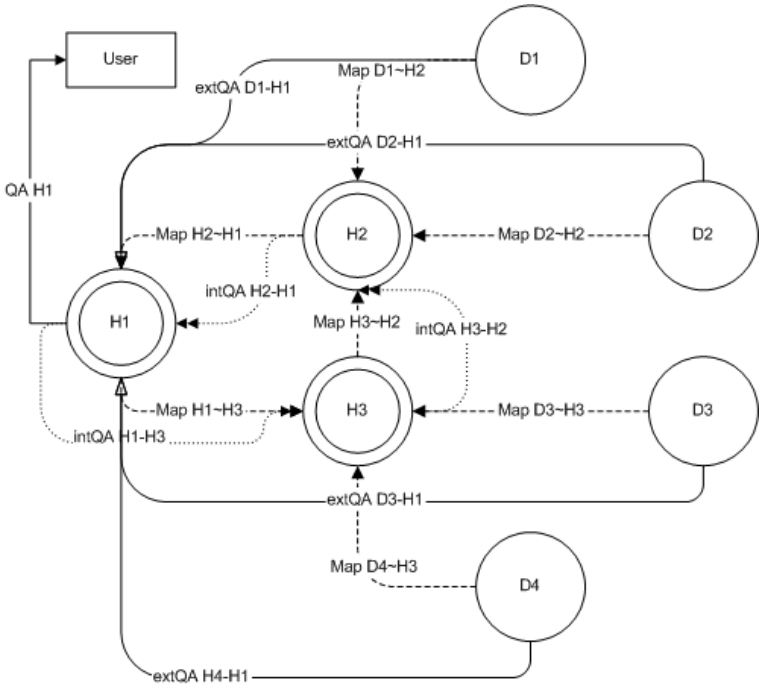 User
D1
Map D1~H2
extQA D1-H1
extQA D2-H1
QA H1
Map H2~H1
H2
Map D2~H2
D2
intQA H2-H1
H1
Map H3~H2
intQA H3-H2
Map H1~H3
H3
Map D3~H3
D3
intQA H1-H3
extQA D3-H1
Map D4~H3
D4
extQA H4-H1